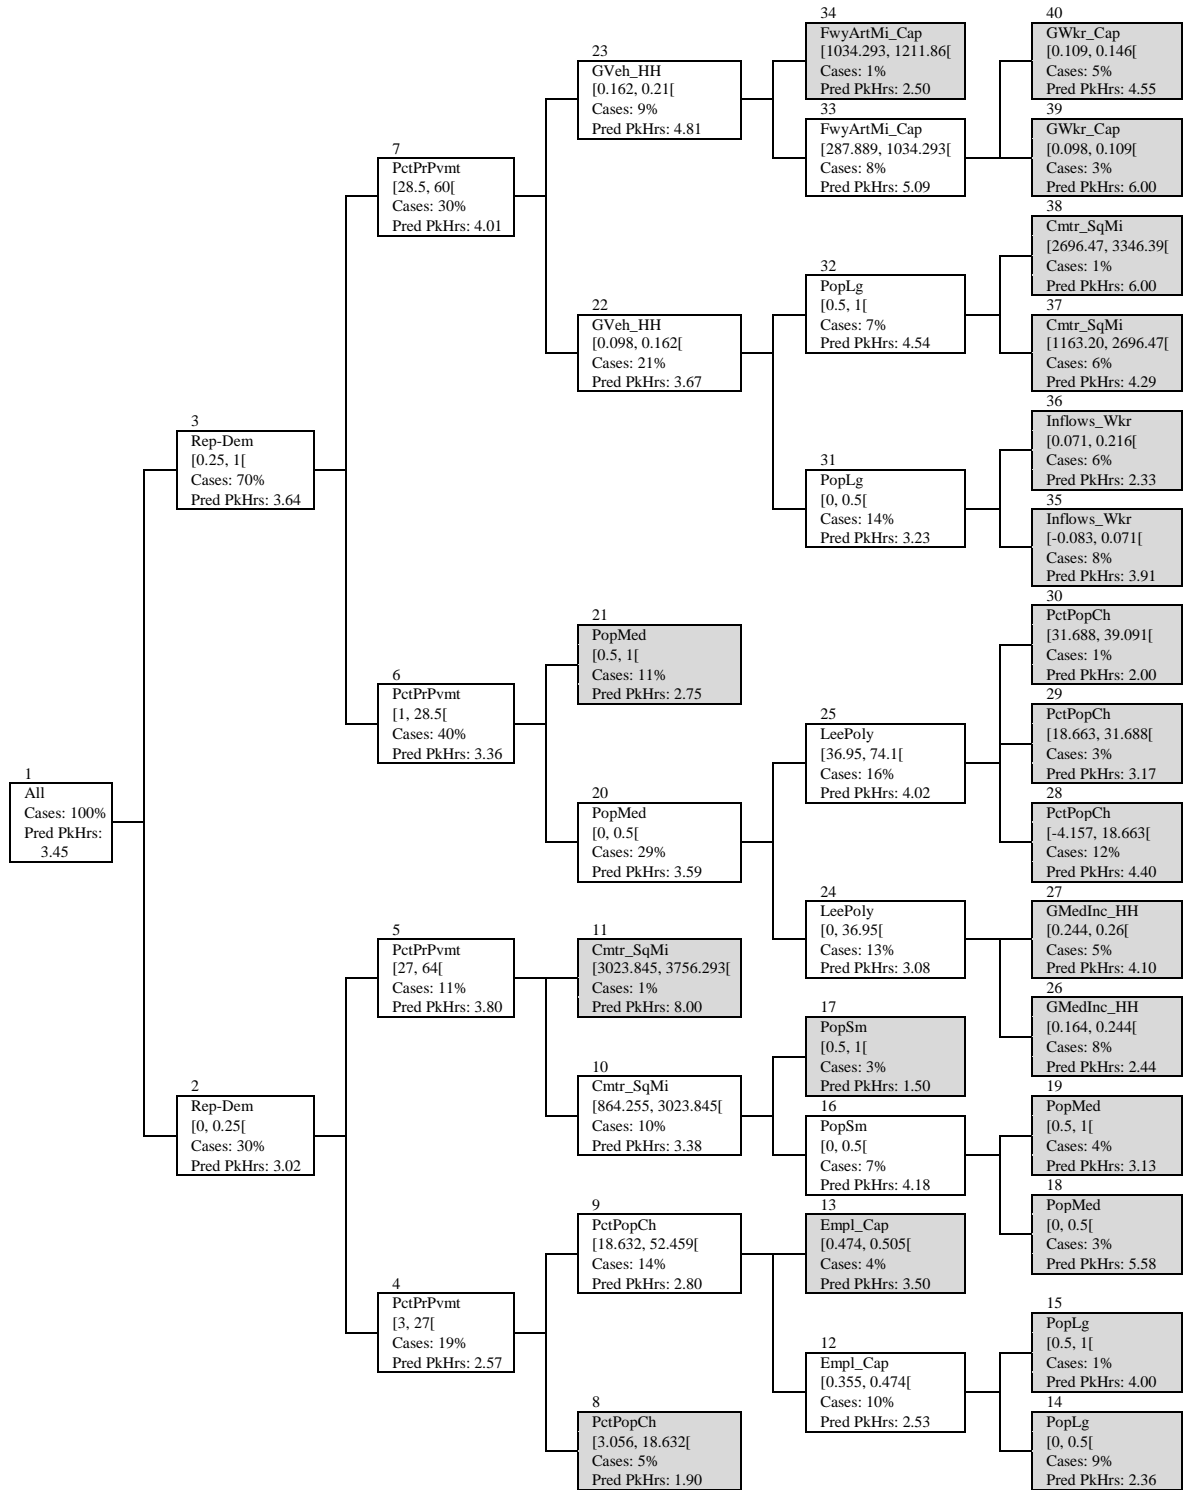 34
FwyArtMi_Cap
[1034.293, 1211.86[
Cases: 1%
Pred PkHrs: 2.50
40
GWkr_Cap
[0.109, 0.146[
Cases: 5%
Pred PkHrs: 4.55
23
GVeh_HH
[0.162, 0.21[
Cases: 9%
Pred PkHrs: 4.81
33
FwyArtMi_Cap
[287.889, 1034.293[
Cases: 8%
Pred PkHrs: 5.09
39
GWkr_Cap
[0.098, 0.109[
Cases: 3%
Pred PkHrs: 6.00
7
PctPrPvmt
[28.5, 60[
Cases: 30%
Pred PkHrs: 4.01
38
Cmtr_SqMi
[2696.47, 3346.39[
Cases: 1%
Pred PkHrs: 6.00
32
PopLg
[0.5, 1[
Cases: 7%
Pred PkHrs: 4.54
22
GVeh_HH
[0.098, 0.162[
Cases: 21%
Pred PkHrs: 3.67
37
Cmtr_SqMi
[1163.20, 2696.47[
Cases: 6%
Pred PkHrs: 4.29
3
Rep-Dem
[0.25, 1[
Cases: 70%
Pred PkHrs: 3.64
36
Inflows_Wkr
[0.071, 0.216[
Cases: 6%
Pred PkHrs: 2.33
31
PopLg
[0, 0.5[
Cases: 14%
Pred PkHrs: 3.23
35
Inflows_Wkr
[-0.083, 0.071[
Cases: 8%
Pred PkHrs: 3.91
21
PopMed
[0.5, 1[
Cases: 11%
Pred PkHrs: 2.75
30
PctPopCh
[31.688, 39.091[
Cases: 1%
Pred PkHrs: 2.00
6
PctPrPvmt
[1, 28.5[
Cases: 40%
Pred PkHrs: 3.36
29
PctPopCh
[18.663, 31.688[
Cases: 3%
Pred PkHrs: 3.17
25
LeePoly
[36.95, 74.1[
Cases: 16%
Pred PkHrs: 4.02
1
All
Cases: 100%
Pred PkHrs:
3.45
20
PopMed
[0, 0.5[
Cases: 29%
Pred PkHrs: 3.59
28
PctPopCh
[-4.157, 18.663[
Cases: 12%
Pred PkHrs: 4.40
24
LeePoly
[0, 36.95[
Cases: 13%
Pred PkHrs: 3.08
27
GMedInc_HH
[0.244, 0.26[
Cases: 5%
Pred PkHrs: 4.10
5
PctPrPvmt
[27, 64[
Cases: 11%
Pred PkHrs: 3.80
11
Cmtr_SqMi
[3023.845, 3756.293[
Cases: 1%
Pred PkHrs: 8.00
26
GMedInc_HH
[0.164, 0.244[
Cases: 8%
Pred PkHrs: 2.44
17
PopSm
[0.5, 1[
Cases: 3%
Pred PkHrs: 1.50
10
Cmtr_SqMi
[864.255, 3023.845[
Cases: 10%
Pred PkHrs: 3.38
2
Rep-Dem
[0, 0.25[
Cases: 30%
Pred PkHrs: 3.02
19
PopMed
[0.5, 1[
Cases: 4%
Pred PkHrs: 3.13
16
PopSm
[0, 0.5[
Cases: 7%
Pred PkHrs: 4.18
18
PopMed
[0, 0.5[
Cases: 3%
Pred PkHrs: 5.58
9
PctPopCh
[18.632, 52.459[
Cases: 14%
Pred PkHrs: 2.80
13
Empl_Cap
[0.474, 0.505[
Cases: 4%
Pred PkHrs: 3.50
4
PctPrPvmt
[3, 27[
Cases: 19%
Pred PkHrs: 2.57
15
PopLg
[0.5, 1[
Cases: 1%
Pred PkHrs: 4.00
12
Empl_Cap
[0.355, 0.474[
Cases: 10%
Pred PkHrs: 2.53
8
PctPopCh
[3.056, 18.632[
Cases: 5%
Pred PkHrs: 1.90
14
PopLg
[0, 0.5[
Cases: 9%
Pred PkHrs: 2.36